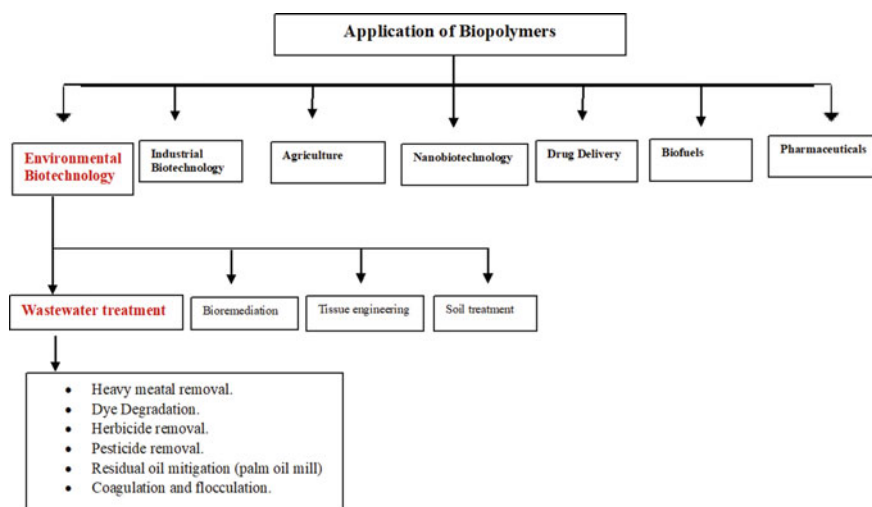 Application of Biopolymers
Environmental
Biotechnology
Industrial
Biotechnology
Agriculture
Nanobiotechnology
Drug Delivery
Biofuels
Pharmaceuticals
Wastewater treatment
Bioremediation
Tissue engineering
Soil treatment
• Heavy meatal removal.
• Dye Degradation.
• Herbicide removal.
• Pesticide removal.
• Residual oil mitigation (palm oil mill)
• Coagulation and flocculation.